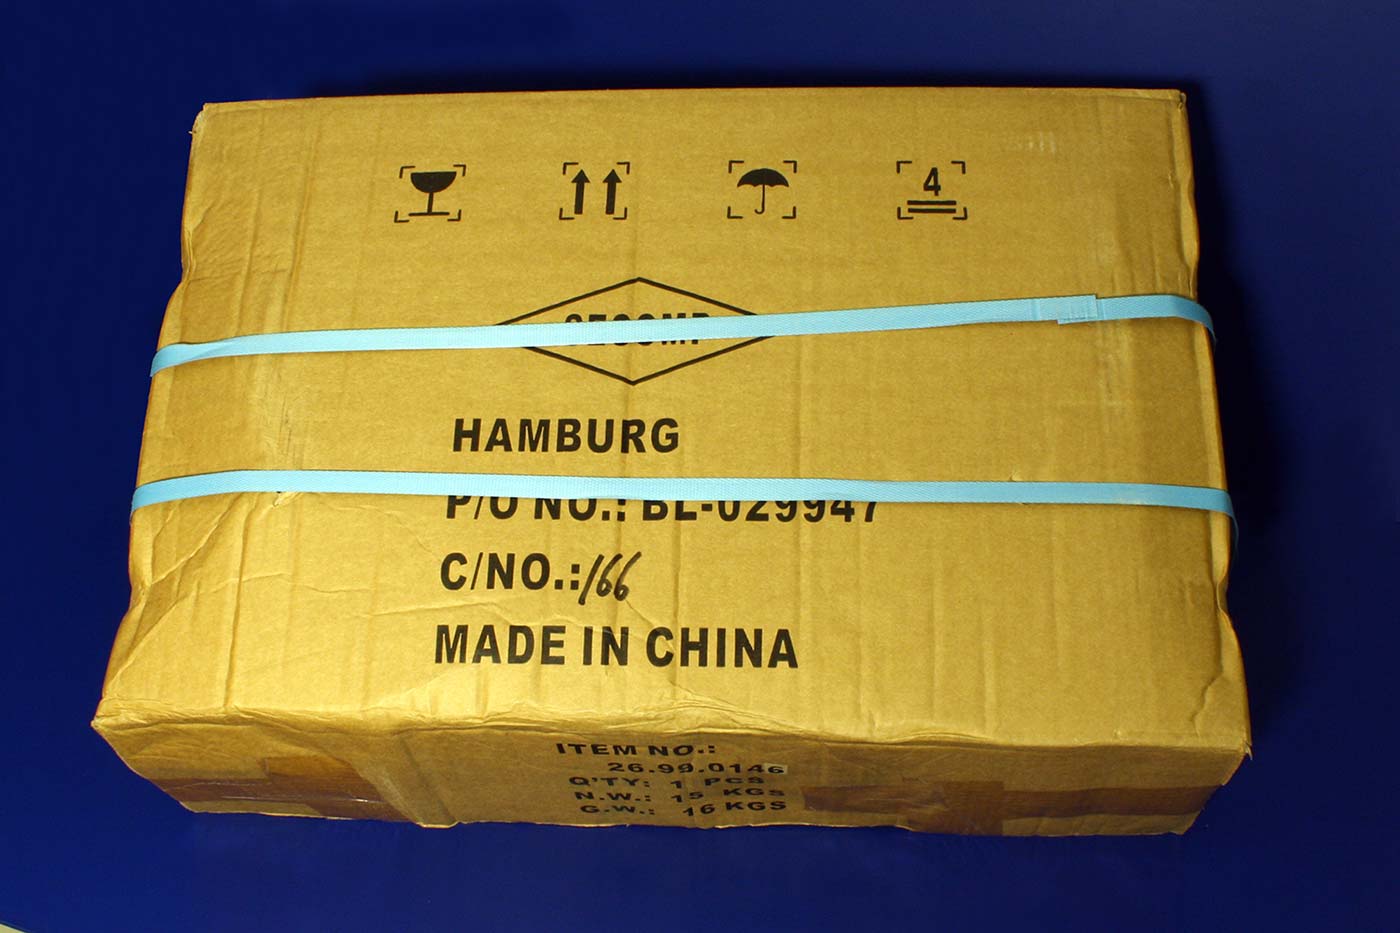 4
SECOMP
HAMBURG
P/O NO.: BL-029947
C/NO.:166
MADE IN CHINA
ITEM NO.:
26.99.0146
Q'TY: 1 PCS
N.W.: 15 KGS
G.W.: 16 KGS